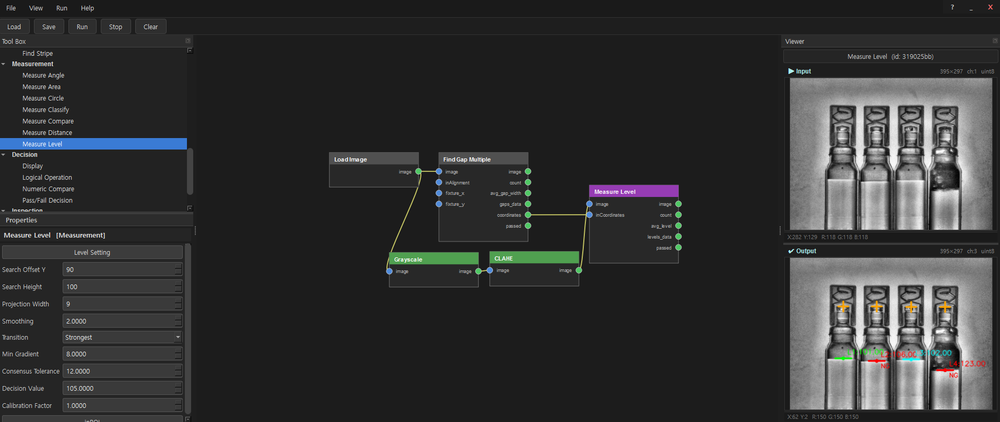 File View Run Help ? _ X
Load Save Run Stop Clear
Tool Box
Find Stripe
Measurement
Measure Angle
Measure Area
Measure Circle
Measure Classify
Measure Compare
Measure Distance
Measure Level
Decision
Display
Logical Operation
Numeric Compare
Pass/Fail Decision
Inspection
Properties
Measure Level [Measurement]
Level Setting
Search Offset Y 90
Search Height 100
Projection Width 9
Smoothing 2.0000
Transition Strongest
Min Gradient 8.0000
Consensus Tolerance 12.0000
Decision Value 105.0000
Calibration Factor 1.0000
inROI
Load Image
image
Find Gap Multiple
image image
inAlignment count
fixture_x avg_gap_width
fixture_y gaps_data
coordinates
passed
Measure Level
image image
inCoordinates count
avg_level
levels_data
passed
Grayscale
image image
CLAHE
image image
Viewer
Measure Level (id: 319025bb)
Input 395×297 ch:1 uint8
X:282 Y:129 R:118 G:118 B:118
Output 395×297 ch:3 uint8
L1:101.00
L2:106.00
L3:102.00
NG
L4:123.00
NG
X:62 Y:2 R:150 G:150 B:150